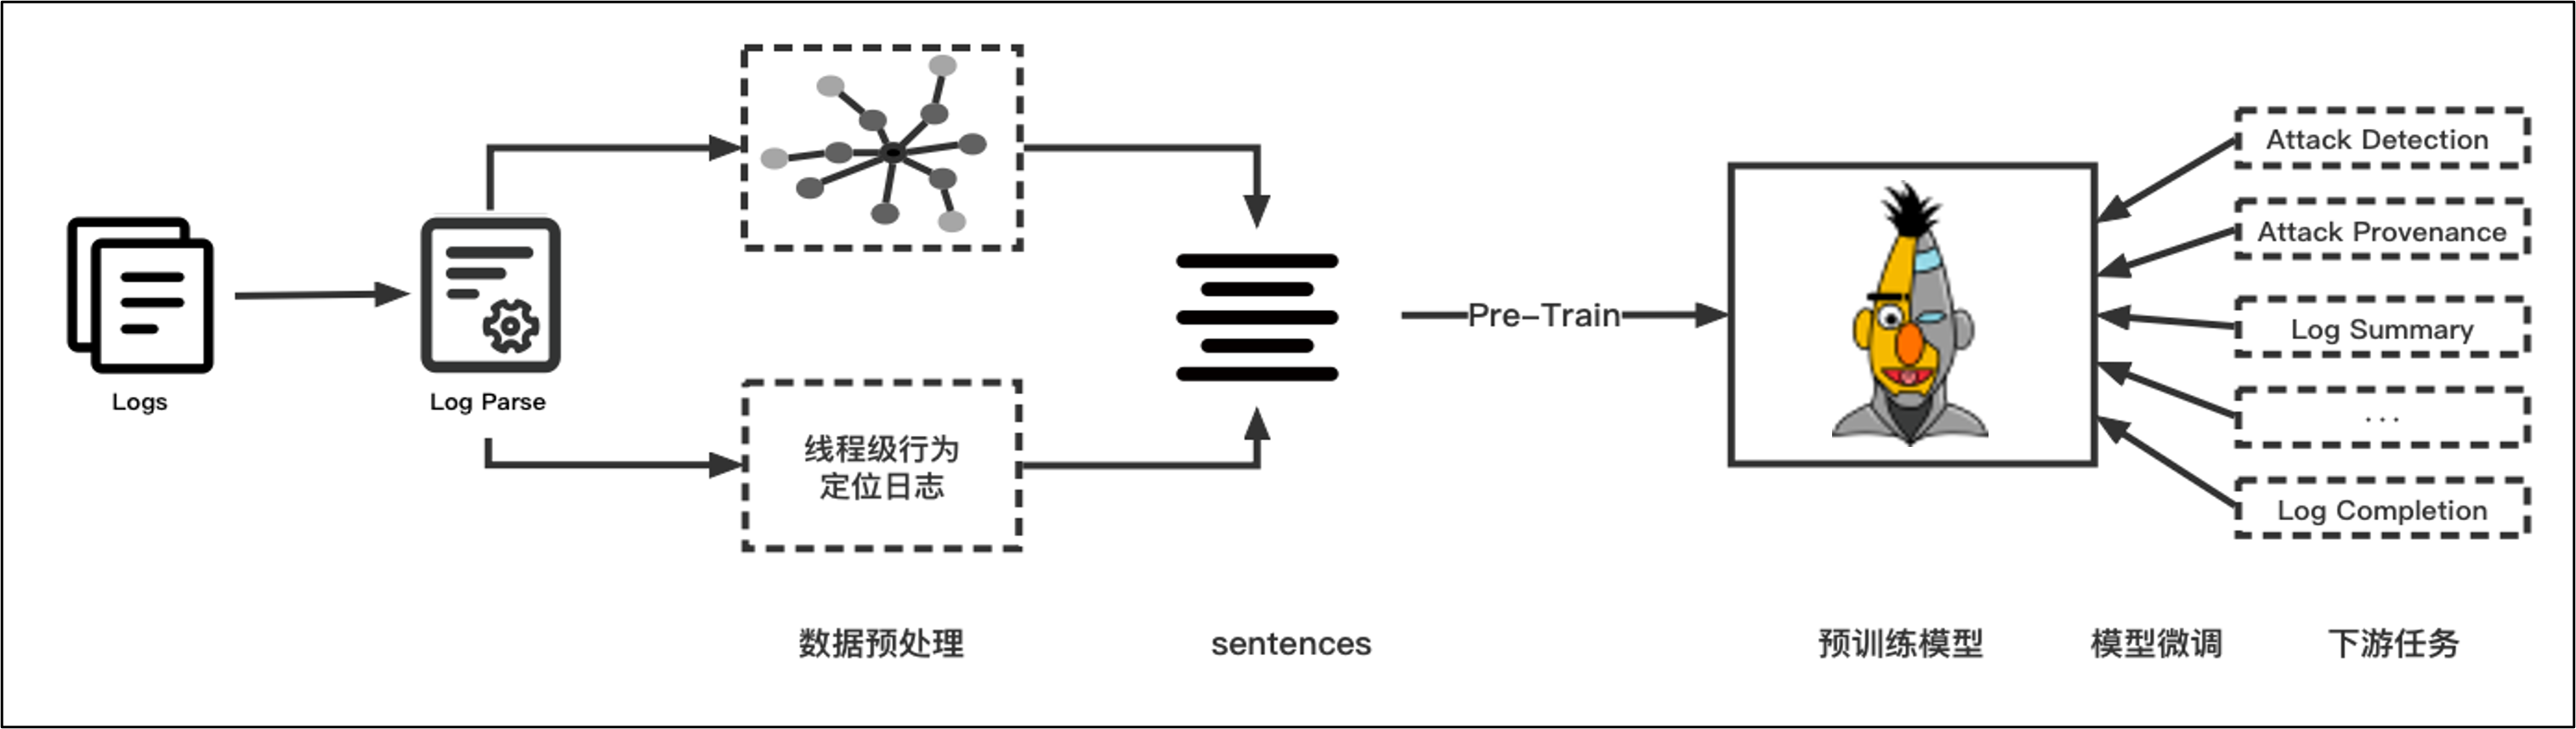 Logs
Log Parse
线程级行为
定位日志
Pre-Train
Attack Detection
Attack Provenance
Log Summary
...
Log Completion
数据预处理
sentences
预训练模型
模型微调
下游任务